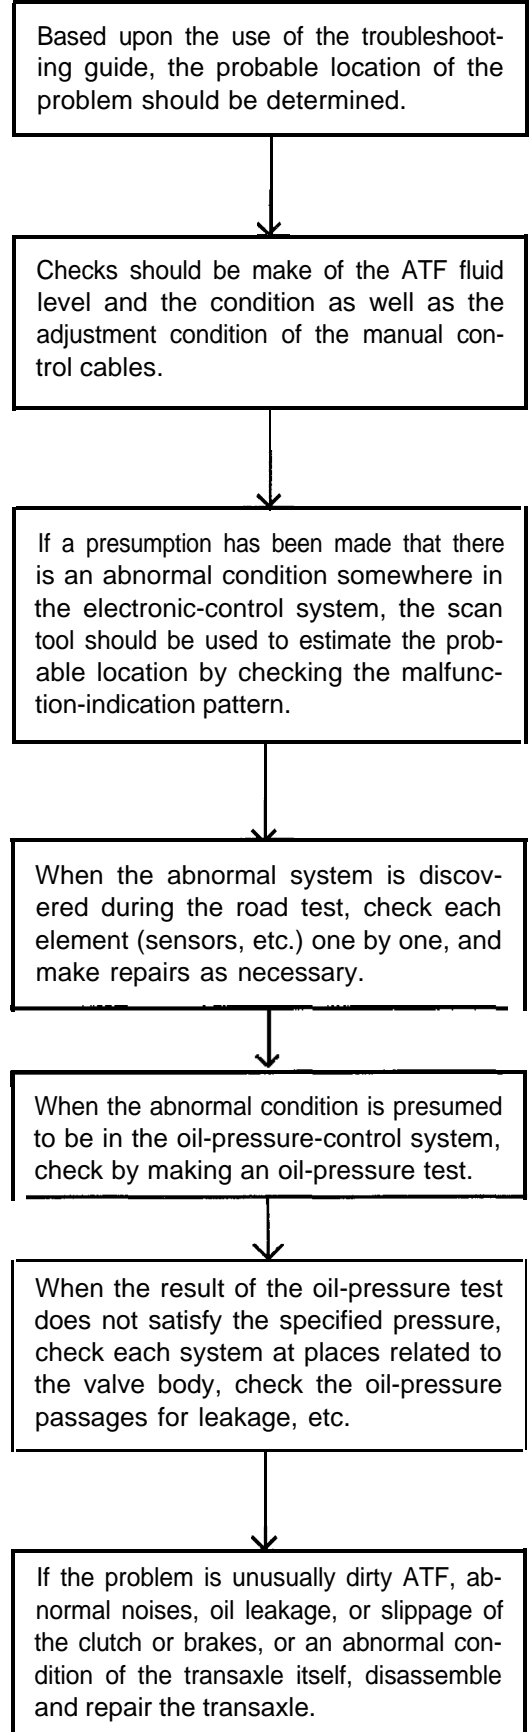 Based upon the use of the troubleshoot-
ing guide, the probable location of the
problem should be determined.
Checks should be make of the ATF fluid
level and the condition as well as the
adjustment condition of the manual con-
trol cables.
If a presumption has been made that there
is an abnormal condition somewhere in
the electronic-control system, the scan
tool should be used to estimate the prob-
able location by checking the malfunc-
tion-indication pattern.
When the abnormal system is discov-
ered during the road test, check each
element (sensors, etc.) one by one, and
make repairs as necessary.
When the abnormal condition is presumed
to be in the oil-pressure-control system,
check by making an oil-pressure test.
When the result of the oil-pressure test
does not satisfy the specified pressure,
check each system at places related to
the valve body, check the oil-pressure
passages for leakage, etc.
If the problem is unusually dirty ATF, ab-
normal noises, oil leakage, or slippage of
the clutch or brakes, or an abnormal con-
dition of the transaxle itself, disassemble
and repair the transaxle.